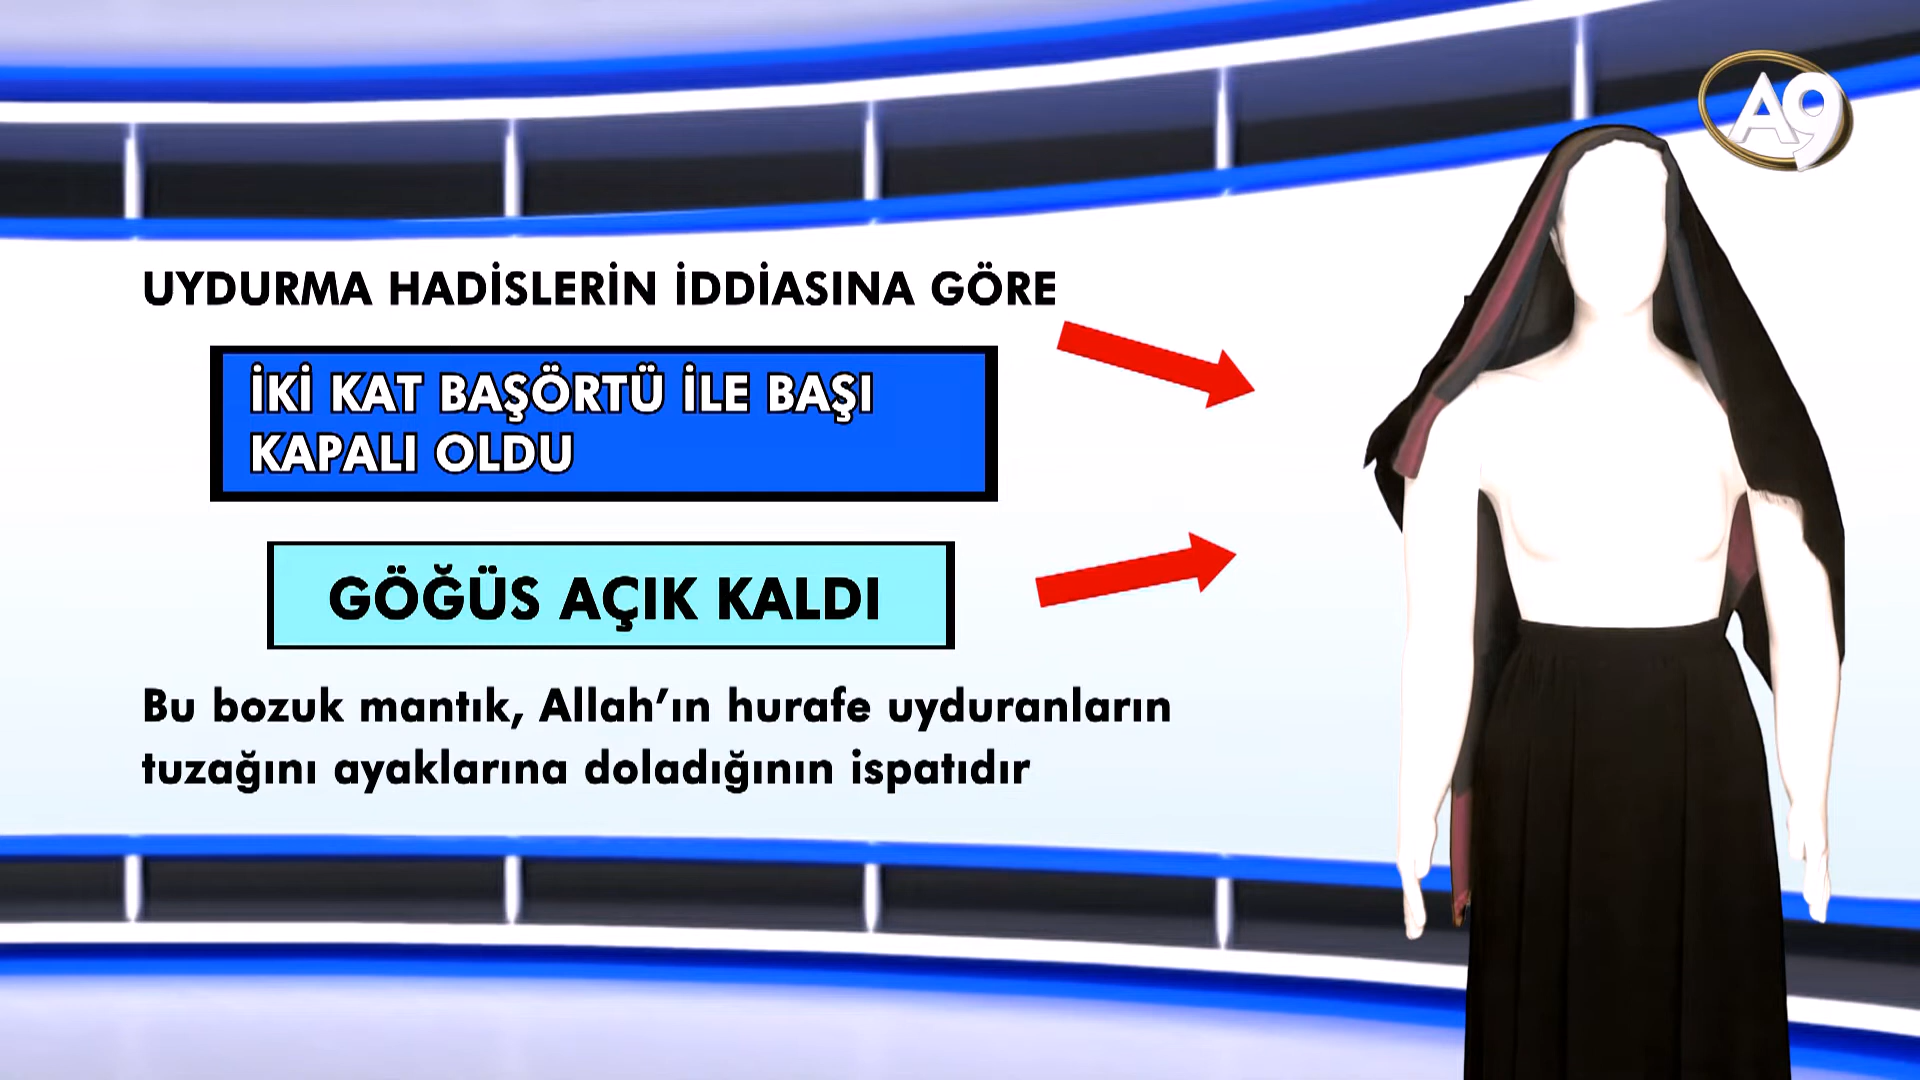 A9
UYDURMA HADİSLERİN İDDİASINA GÖRE
İKİ KAT BAŞÖRTÜ İLE BAŞI
KAPALI OLDU
GÖĞÜS AÇIK KALDI
Bu bozuk mantık, Allah’ın hurafe uyduranların
tuzağını ayaklarına doladığının ispatıdır